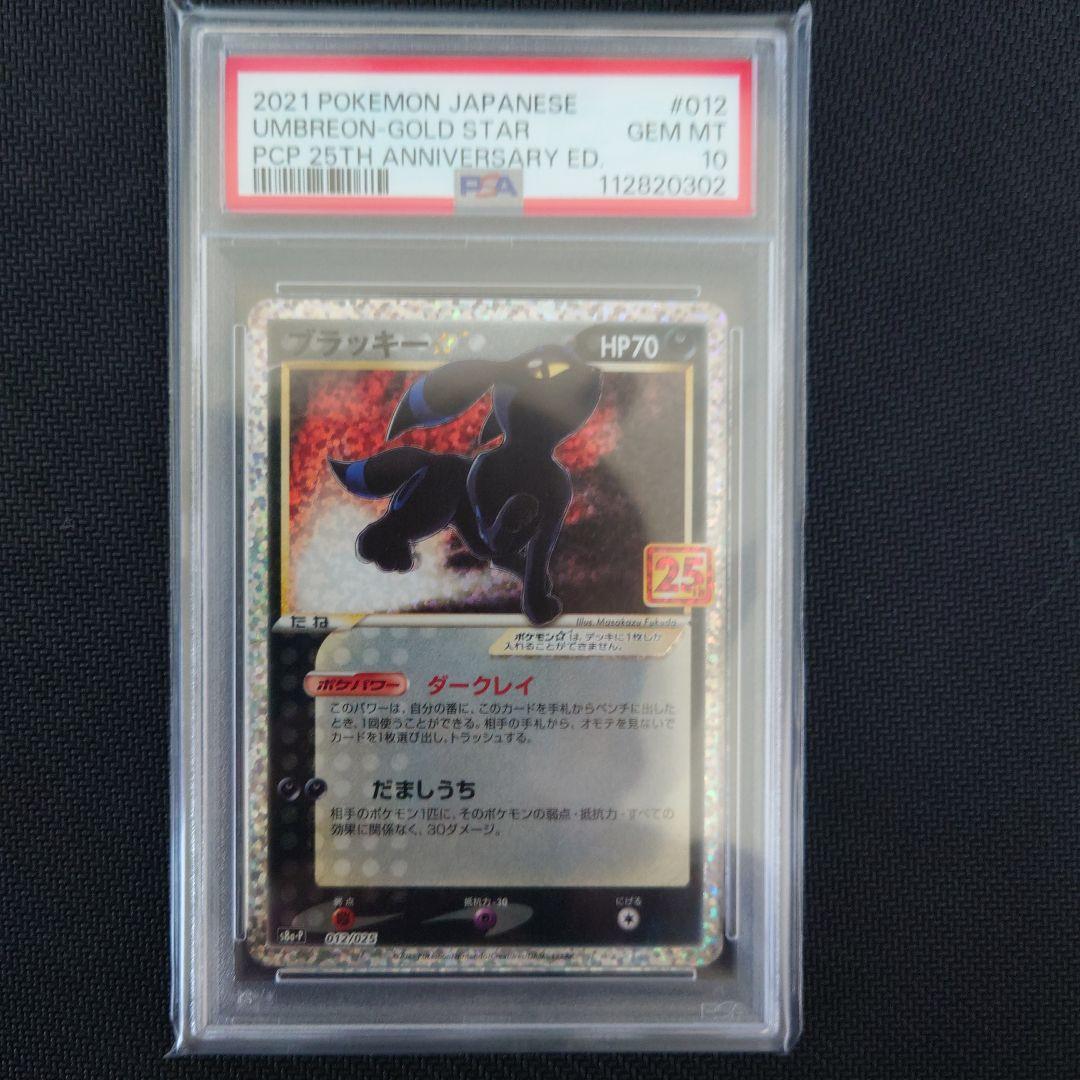 2021 POKEMON JAPANESE #012
UMBREON-GOLD STAR GEM MT
PCP 25TH ANNIVERSARY ED. 10
PSA 112820302
ブラッキー☆ HP70
25th
たね Illus. Masakazu Fukuda
ポケモン☆は、デッキに1枚しか
入れることができません。
ポケパワー ダークレイ
このパワーは、自分の番に、このカードを手札からベンチに出した
とき、1回使うことができる。相手の手札から、オモテを見ないで
カードを1枚選び出し、トラッシュする。
だましうち
相手のポケモン1匹に、そのポケモンの弱点・抵抗力・すべての
効果に関係なく、30ダメージ。
弱点 抵抗力-30 にげる
s8a-P 012/025